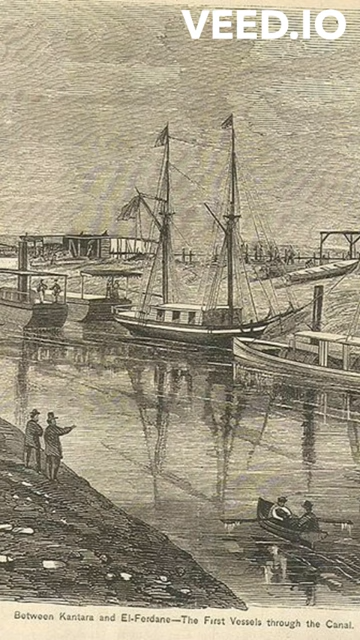 VEED.IO
Between Kantara and El-Ferdane—The First Vessels through the Canal.